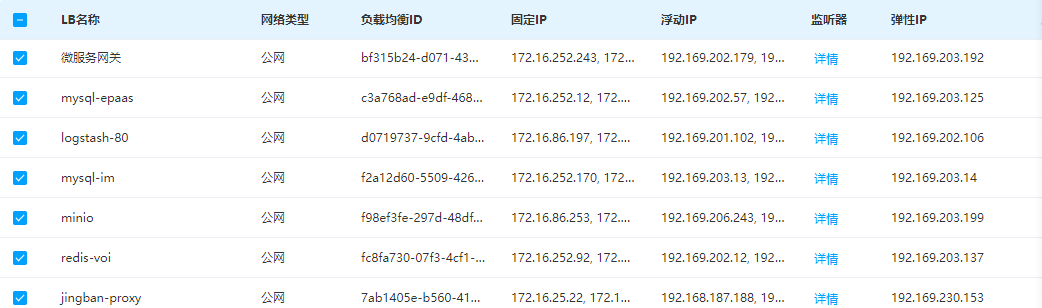 LB名称 网络类型 负载均衡ID 固定IP 浮动IP 监听器 弹性IP
微服务网关 公网 bf315b24-d071-43... 172.16.252.243, 172.... 192.169.202.179, 19... 详情 192.169.203.192
mysql-epaas 公网 c3a768ad-e9df-468... 172.16.252.12, 172.... 192.169.202.57, 192... 详情 192.169.203.125
logstash-80 公网 d0719737-9cfd-4ab... 172.16.86.197, 172.... 192.169.201.102, 19... 详情 192.169.202.106
mysql-im 公网 f2a12d60-5509-426... 172.16.252.170, 172.... 192.169.203.13, 192... 详情 192.169.203.14
minio 公网 f98ef3fe-297d-48df... 172.16.86.253, 172.... 192.169.206.243, 19... 详情 192.169.203.199
redis-voi 公网 fc8fa730-07f3-4cf1-... 172.16.252.92, 172.... 192.169.202.12, 192... 详情 192.169.203.137
jingban-proxy 公网 7ab1405e-b560-41... 172.16.25.22, 172.1... 192.168.187.188, 19... 详情 192.169.230.153